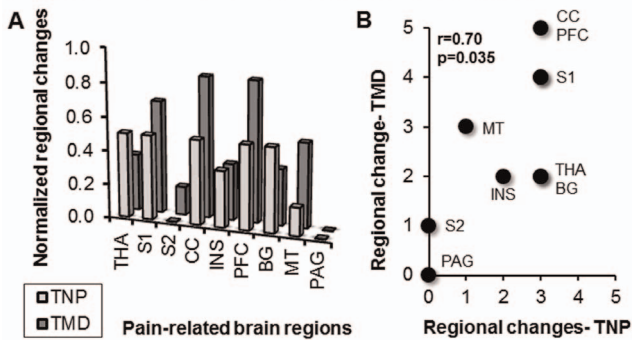 A
Normalized regional changes
1.0
0.8
0.6
0.4
0.2
0.0
THA
S1
S2
CC
INS
PFC
BG
MT
PAG
TNP
TMD
Pain-related brain regions
B
Regional change- TMD
5
4
3
2
1
0
r=0.70
p=0.035
CC
PFC
S1
MT
THA
BG
INS
S2
PAG
0 1 2 3 4 5
Regional changes- TNP